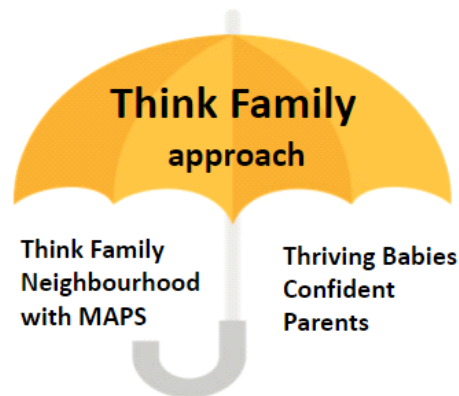 Think Family
approach
Think Family
Neighbourhood
with MAPS
Thriving Babies
Confident
Parents